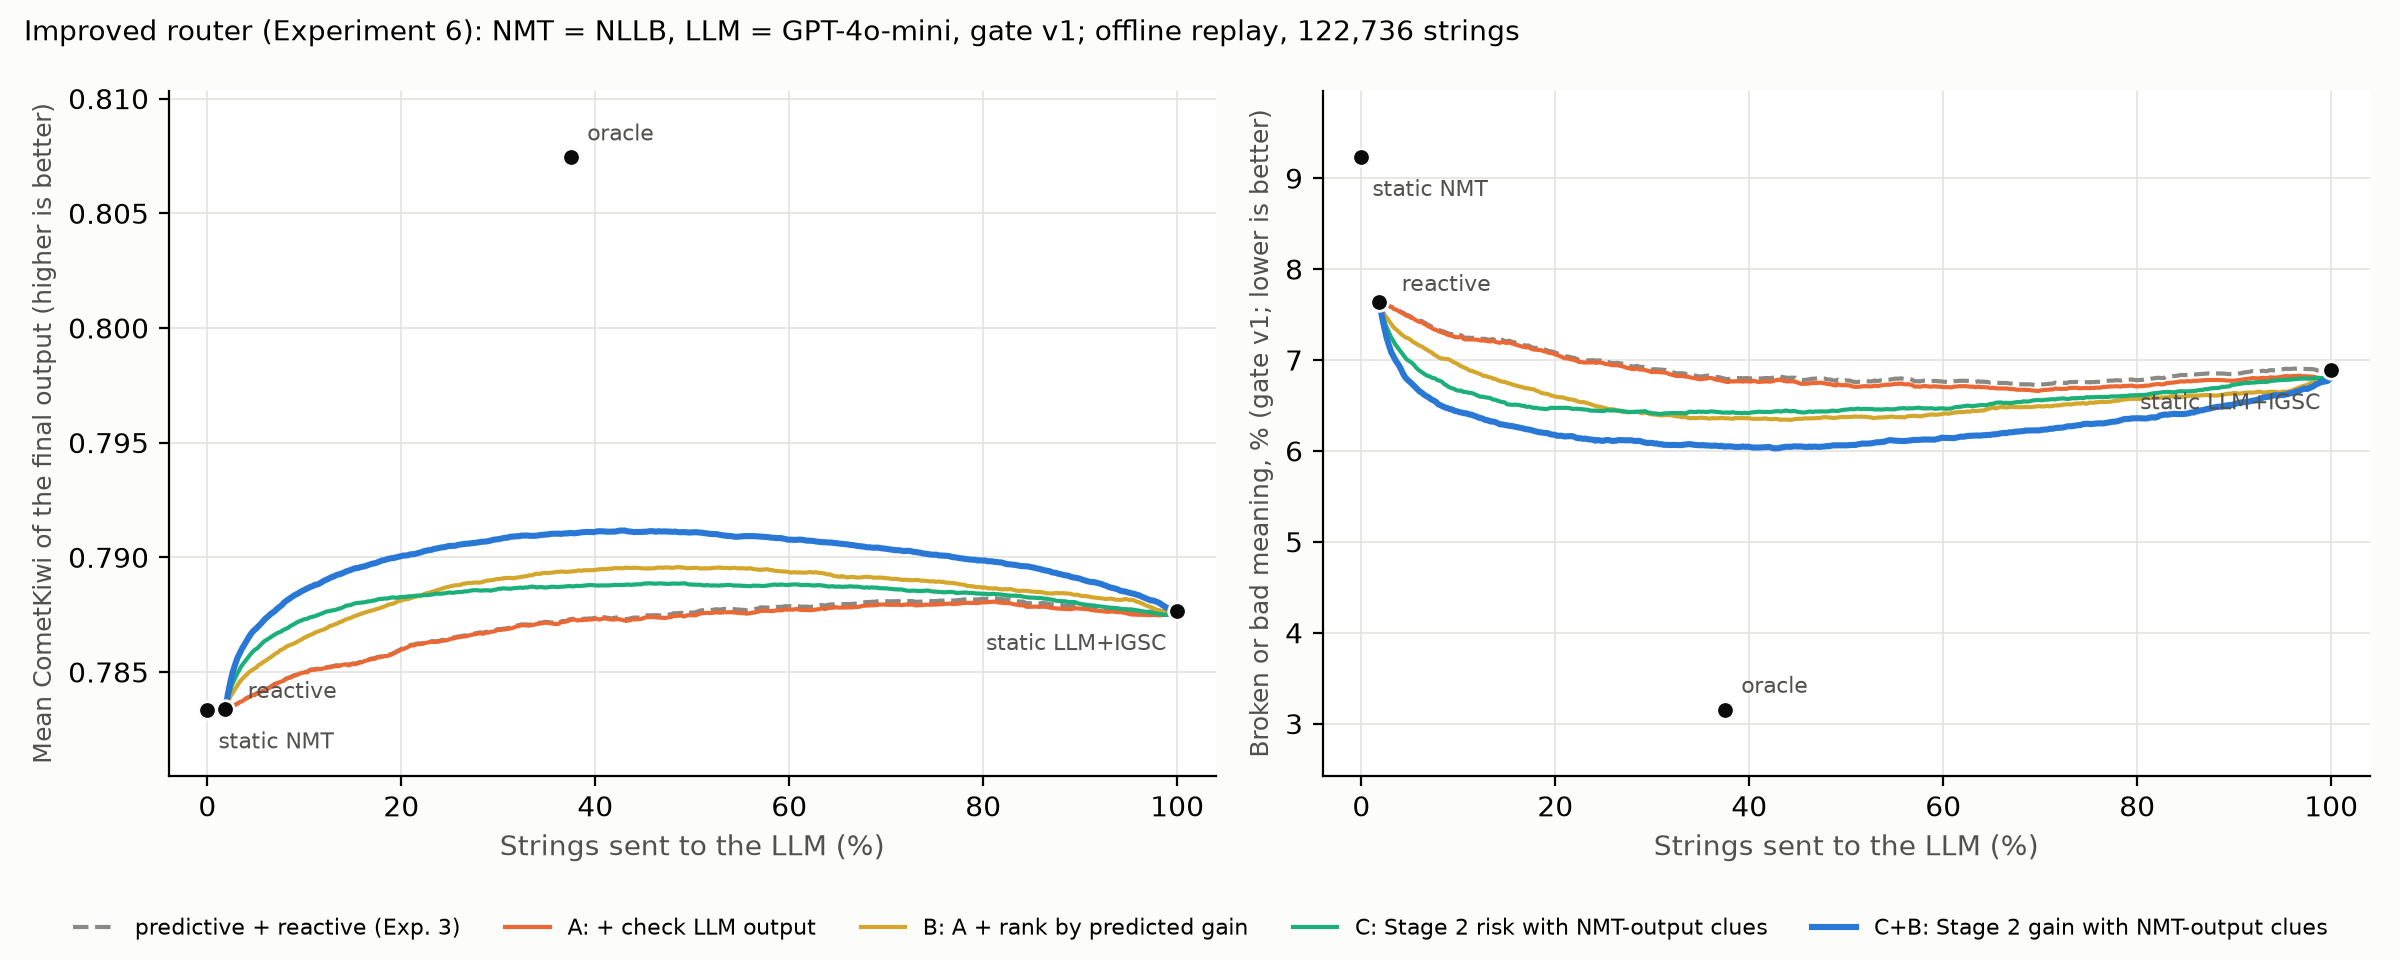 Improved router (Experiment 6): NMT = NLLB, LLM = GPT-4o-mini, gate v1; offline replay, 122,736 strings
Mean CometKiwi of the final output (higher is better)
0.810
0.805
0.800
0.795
0.790
0.785
oracle
reactive
static NMT
static LLM+IGSC
0 20 40 60 80 100
Strings sent to the LLM (%)
Broken or bad meaning, % (gate v1; lower is better)
9
8
7
6
5
4
3
static NMT
reactive
static LLM+IGSC
oracle
0 20 40 60 80 100
Strings sent to the LLM (%)
predictive + reactive (Exp. 3) A: + check LLM output B: A + rank by predicted gain C: Stage 2 risk with NMT-output clues C+B: Stage 2 gain with NMT-output clues